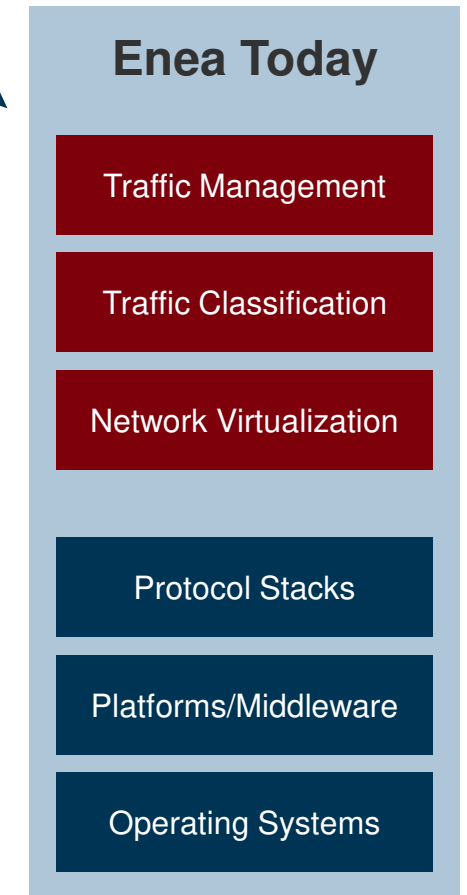 Enea Today
Traffic Management
Traffic Classification
Network Virtualization
Protocol Stacks
Platforms/Middleware
Operating Systems